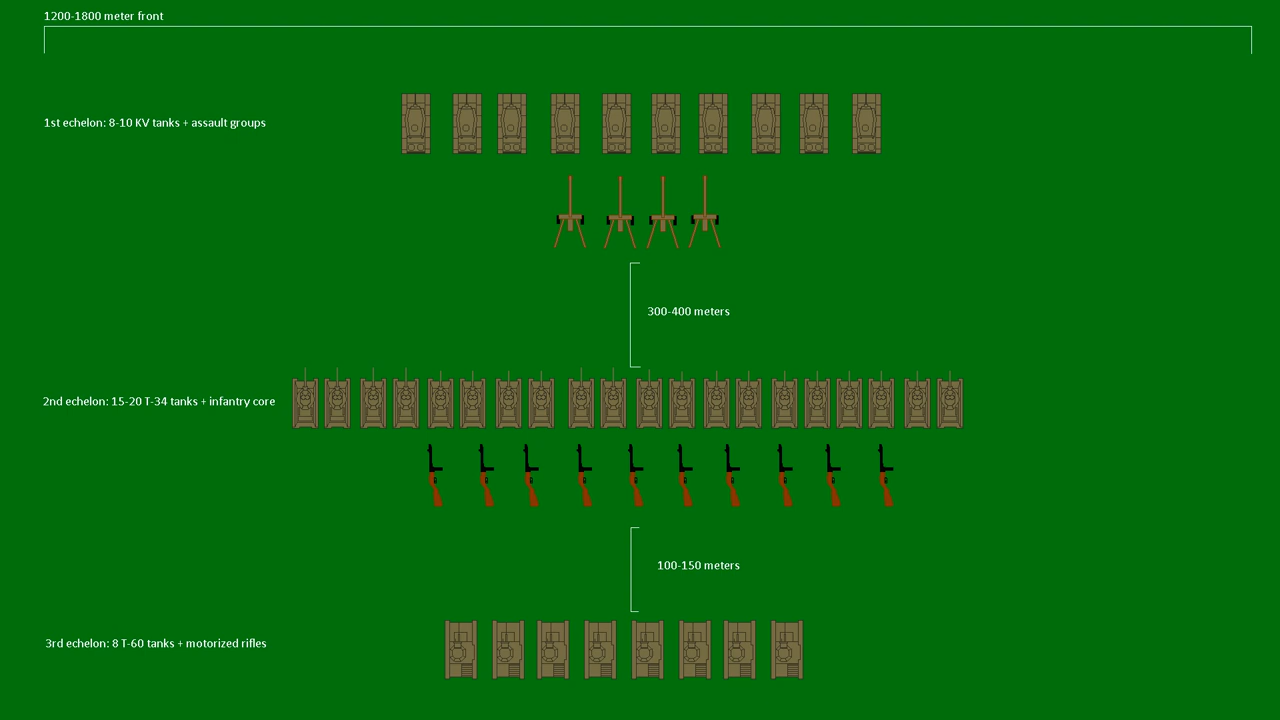 1200-1800 meter front
1st echelon: 8-10 KV tanks + assault groups
300-400 meters
2nd echelon: 15-20 T-34 tanks + infantry core
100-150 meters
3rd echelon: 8 T-60 tanks + motorized rifles